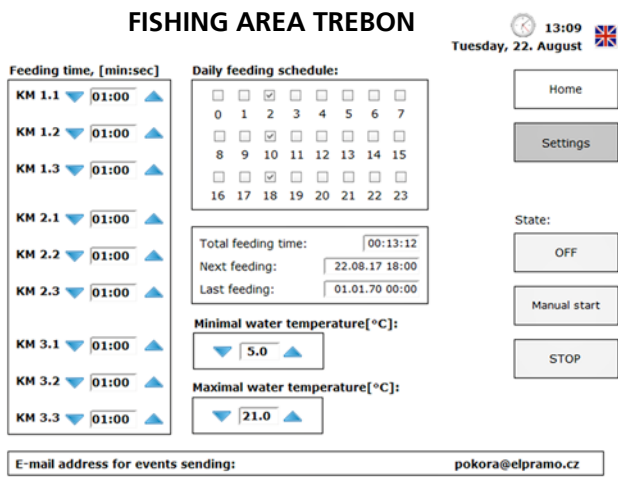 FISHING AREA TREBON
13:09
Tuesday, 22. August
Feeding time, [min:sec]
KM 1.1 01:00
KM 1.2 01:00
KM 1.3 01:00
KM 2.1 01:00
KM 2.2 01:00
KM 2.3 01:00
KM 3.1 01:00
KM 3.2 01:00
KM 3.3 01:00
Daily feeding schedule:
0 1 2 3 4 5 6 7
8 9 10 11 12 13 14 15
16 17 18 19 20 21 22 23
Total feeding time: 00:13:12
Next feeding: 22.08.17 18:00
Last feeding: 01.01.70 00:00
Minimal water temperature[°C]:
5.0
Maximal water temperature[°C]:
21.0
Home
Settings
State:
OFF
Manual start
STOP
E-mail address for events sending: pokora@elpramo.cz